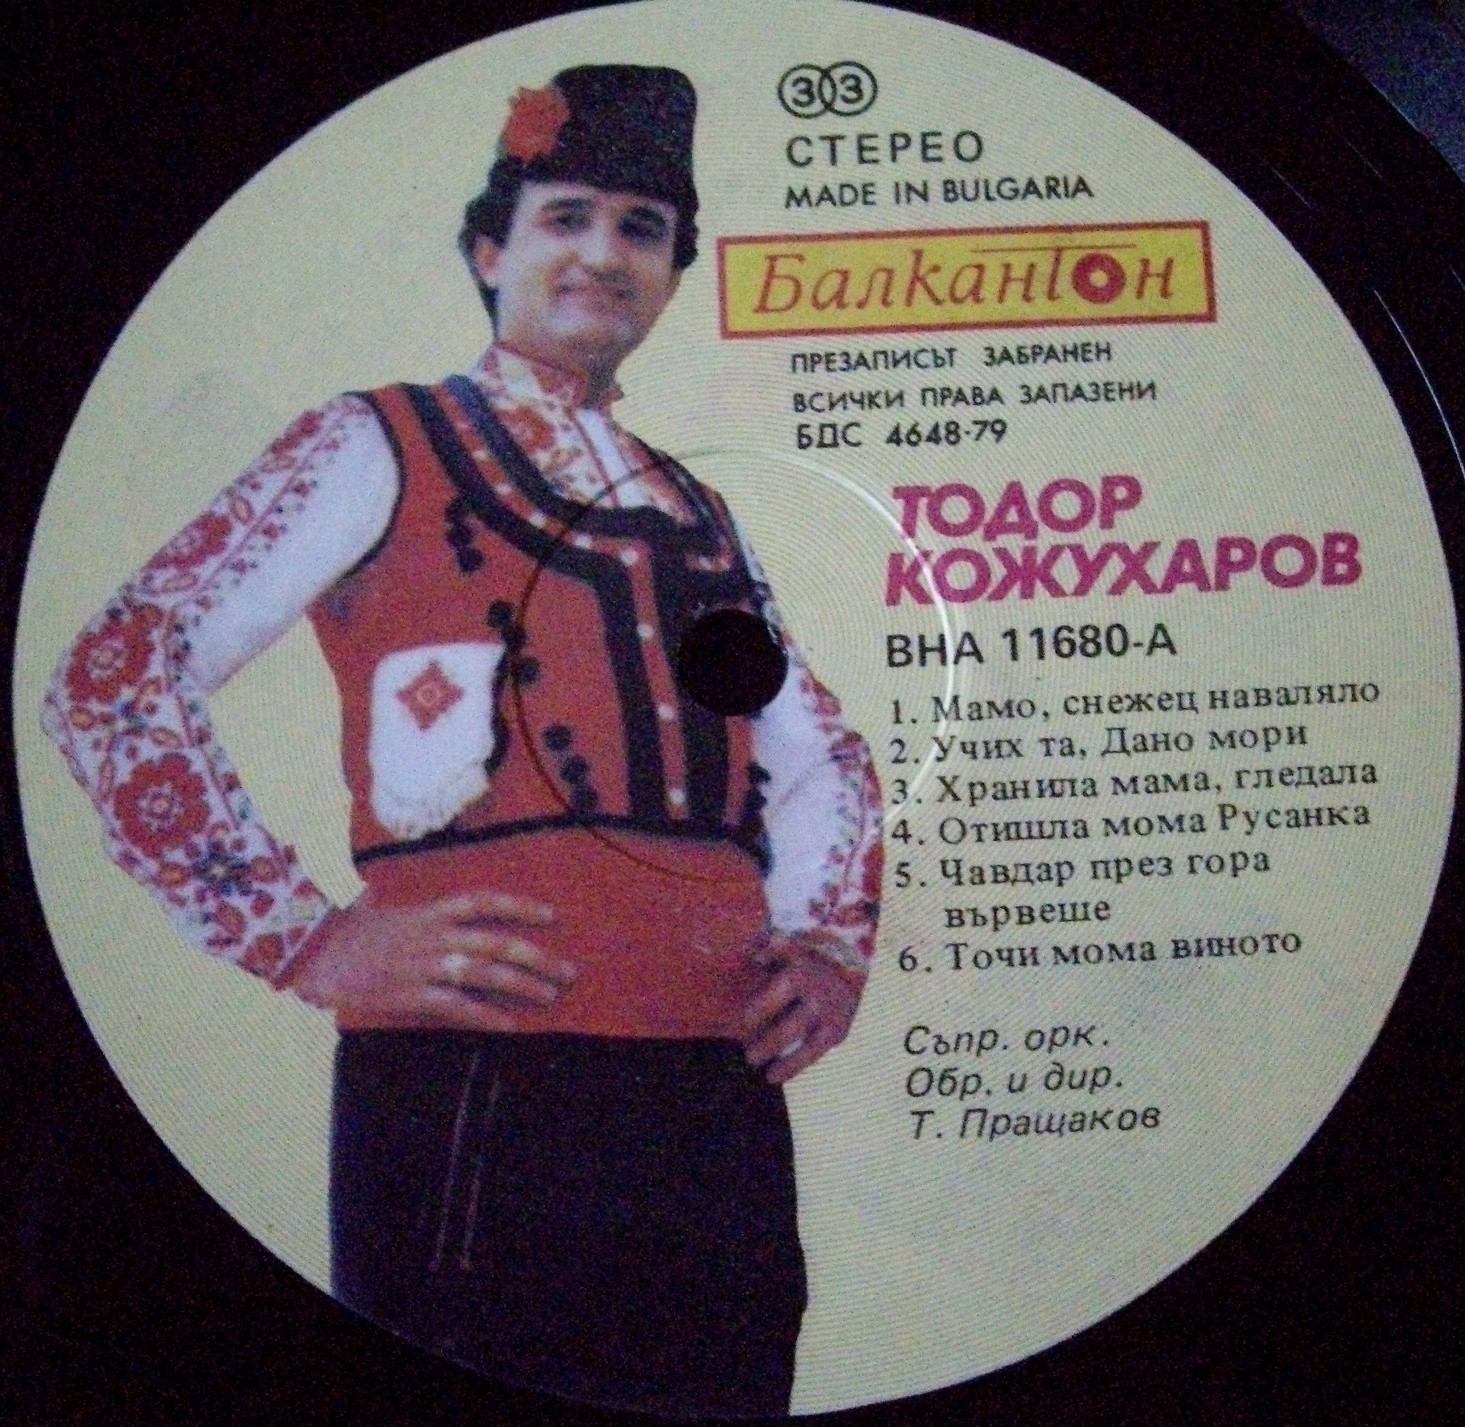 33
СТЕРЕО
MADE IN BULGARIA
Балкантон
ПРЕЗАПИСЪТ ЗАБРАНЕН
ВСИЧКИ ПРАВА ЗАПАЗЕНИ
БДС 4648-79
ТОДОР
КОЖУХАРОВ
ВНА 11680-А
1. Мамо, снежец наваляло
2. Учих та, Дано мори
3. Хранила мама, гледала
4. Отишла мома Русанка
5. Чавдар през гора
вървеше
6. Точи мома виното
Съпр. орк.
Обр. и дир.
Т. Пращаков